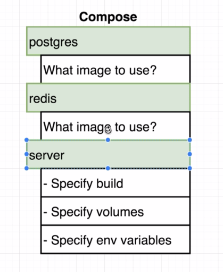 Compose
postgres
What image to use?
redis
What image to use?
server
- Specify build
- Specify volumes
- Specify env variables